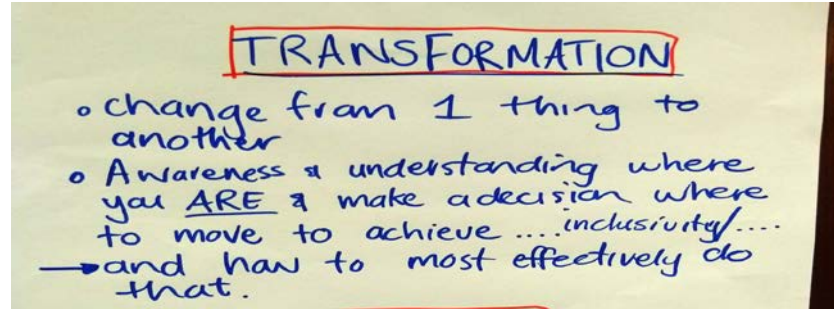 TRANSFORMATION
• change from 1 thing to
another
• Awareness & understanding where
you ARE & make a decision where
to move to achieve .... inclusivity/....
→ and how to most effectively do
that.